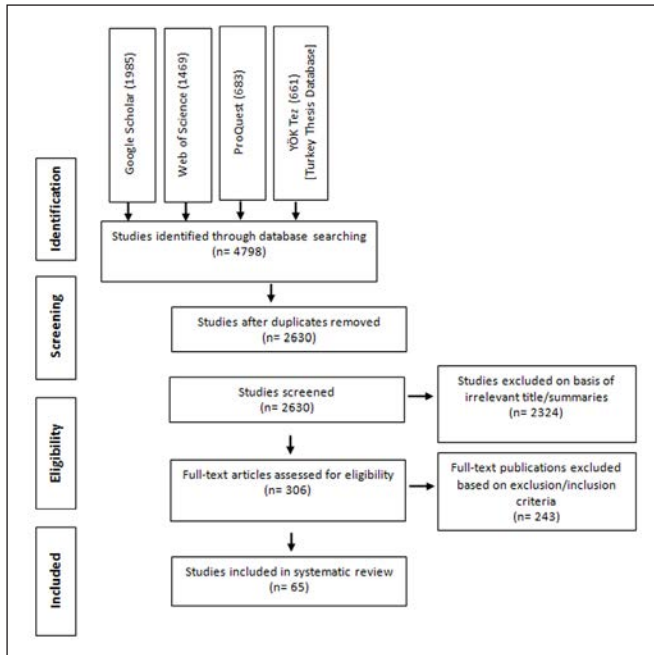 Google Scholar (1985)
Web of Science (1469)
ProQuest (683)
YÖK Tez (661)
[Turkey Thesis Database]
Identification
Studies identified through database searching
(n= 4798)
Screening
Studies after duplicates removed
(n= 2630)
Studies screened
(n= 2630)
Studies excluded on basis of
irrelevant title/summaries
(n= 2324)
Eligibility
Full-text articles assessed for eligibility
(n= 306)
Full-text publications excluded
based on exclusion/inclusion
criteria
(n= 243)
Included
Studies included in systematic review
(n= 65)